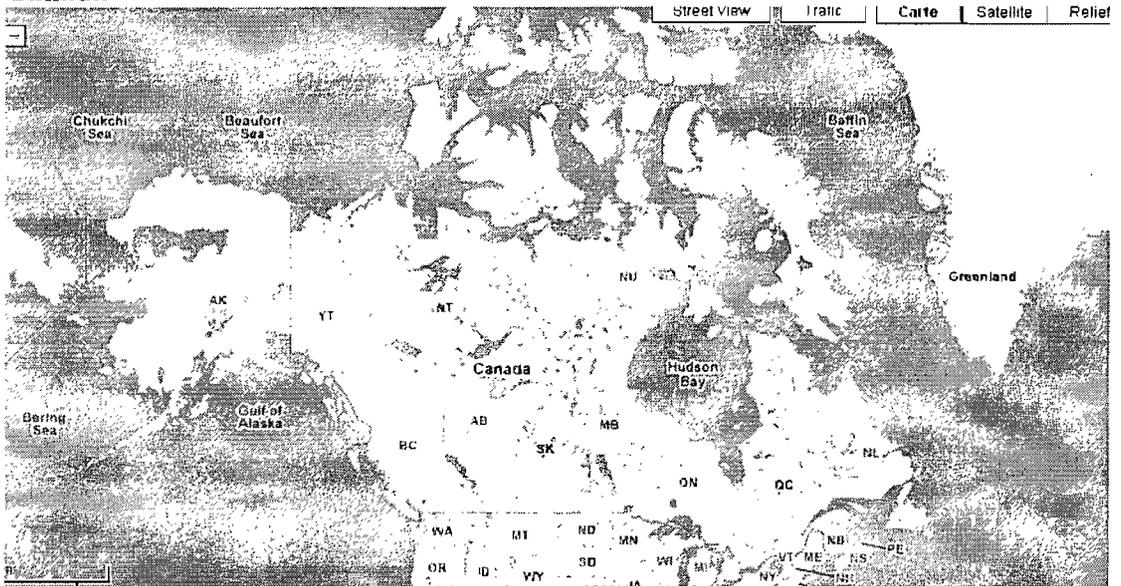 Street View Trafic Carte Satellite Relief
Chukchi Sea
Beaufort Sea
Baffin Sea
Greenland
NU
AK
YT
NT
Canada
Hudson Bay
Bering Sea
Gulf of Alaska
AB
MB
BC
SK
NL
ON
QC
WA
MT
ND
MN
NB
PE
OR
ID
WY
SD
WI
MI
VT
ME
NS
NY
NH
IA